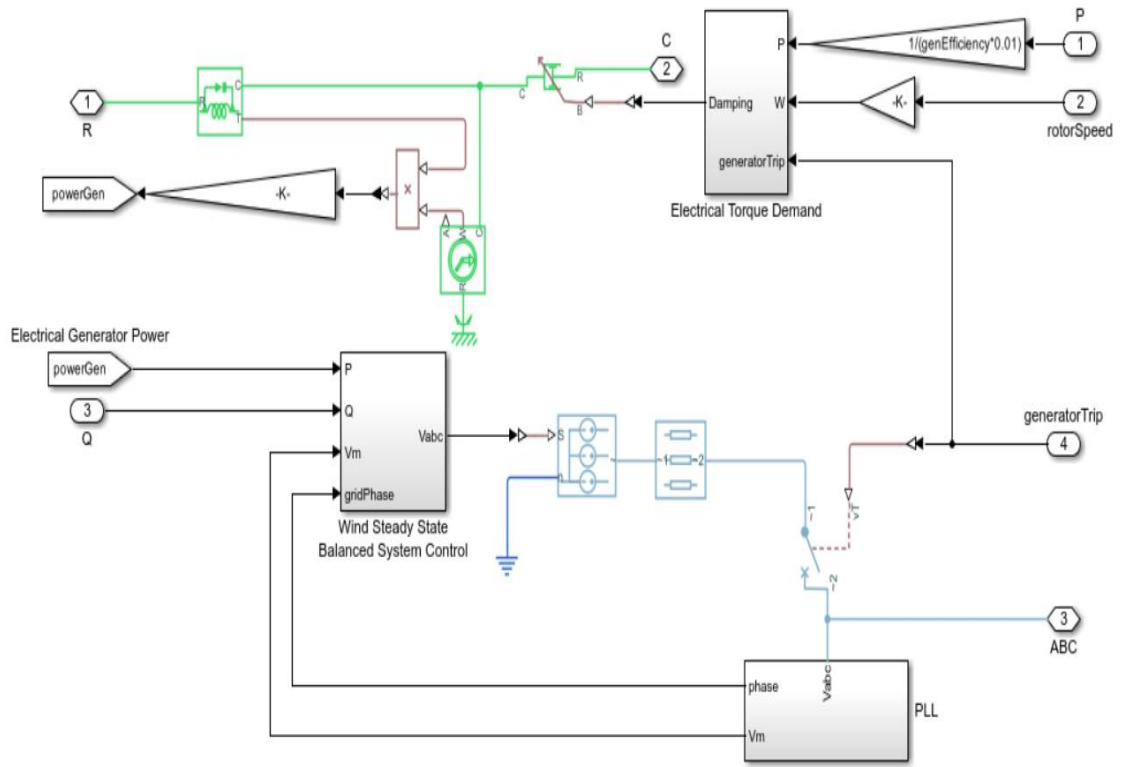 P
1/(genEfficiency*0.01)
1
C
2
P
C
R
R
C
1
R
R
T
B
Damping
W
-K-
2
rotorSpeed
generatorTrip
powerGen
-K-
×
Electrical Torque Demand
A
W
C
R
Electrical Generator Power
powerGen
P
3
Q
Q
generatorTrip
Vabc
S
4
Vm
~1
~2
gridPhase
vT
Wind Steady State
Balanced System Control
~1
~2
3
ABC
Vabc
phase
PLL
Vm